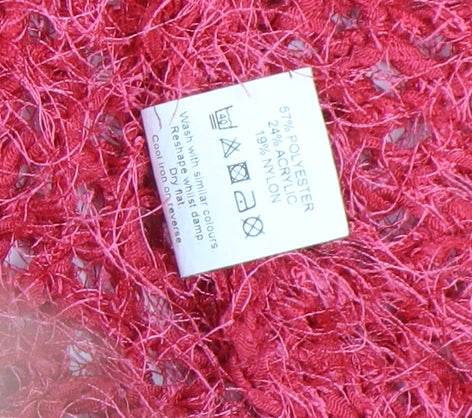 57% POLYESTER
24% ACRYLIC
19% NYLON
40
Wash with similar colours
Reshape whilst damp
Dry flat.
Cool iron on reverse.